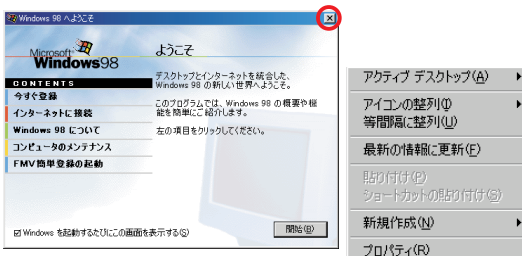 Windows 98 へようこそ
Microsoft
Windows98
CONTENTS
今すぐ登録
インターネットに接続
Windows 98 について
コンピュータのメンテナンス
FMV簡単登録の起動
ようこそ
デスクトップとインターネットを統合した、
Windows 98 の新しい世界へようこそ。
このプログラムでは、Windows 98 の概要や機
能を簡単にご紹介します。
左の項目をクリックしてください。
Windows を起動するたびにこの画面を表示する(S)
開始(B)
アクティブ デスクトップ(A)
アイコンの整列(I)
等間隔に整列(U)
最新の情報に更新(E)
貼り付け(P)
ショートカットの貼り付け(S)
新規作成(N)
プロパティ(R)